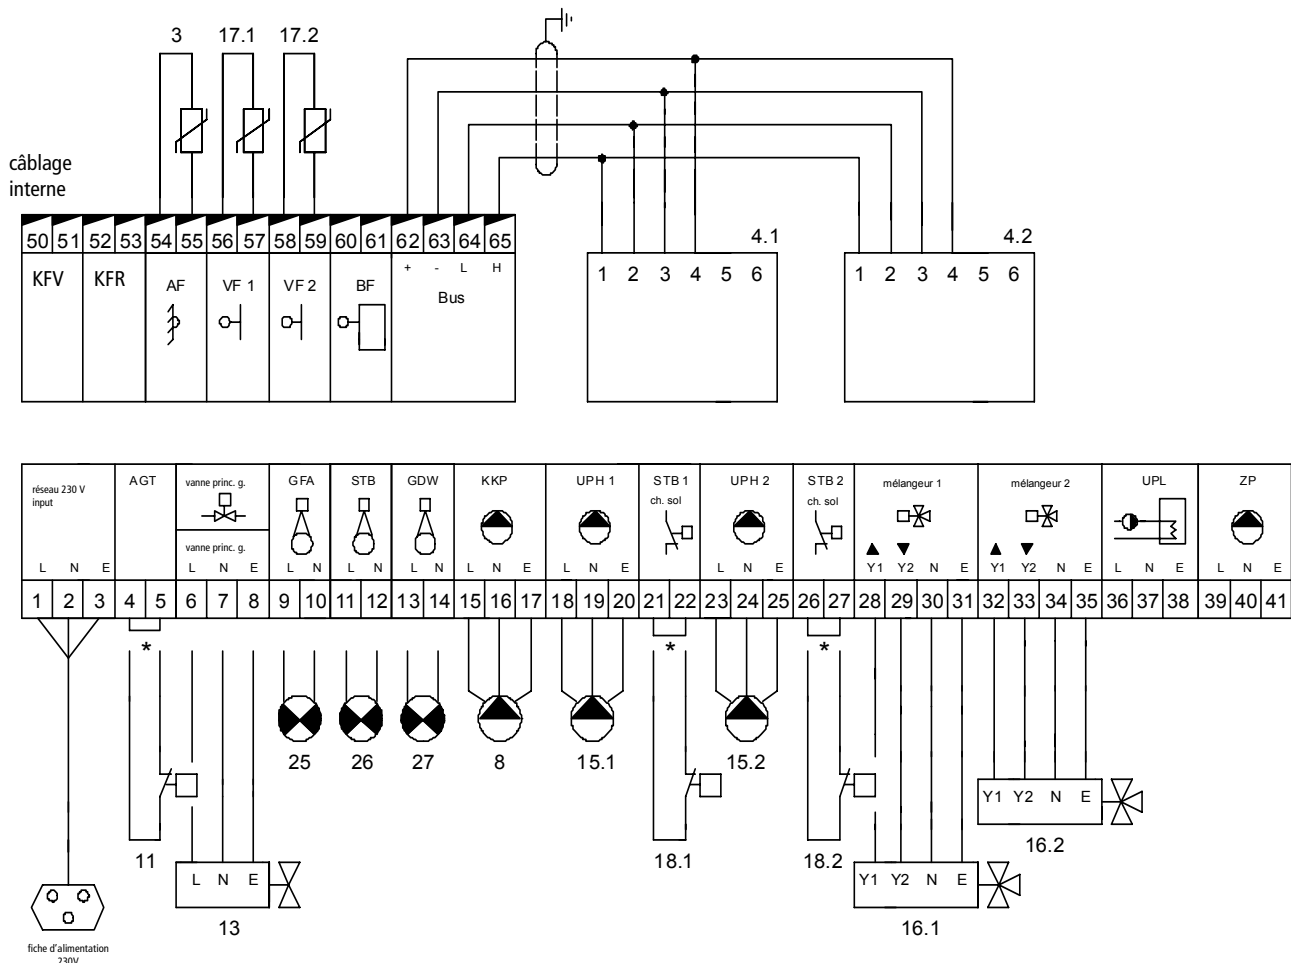 3 17.1 17.2
câblage
interne
50 51 52 53 54 55 56 57 58 59 60 61 62 63 64 65
4.1 4.2
+ - L H
KFV KFR AF VF 1 VF 2 BF Bus
1 2 3 4 5 6
1 2 3 4 5 6
réseau 230 V
input
AGT
vanne princ. g.
vanne princ. g.
GFA STB GDW KKP UPH 1
STB 1
ch. sol
UPH 2
STB 2
ch. sol
mélangeur 1 mélangeur 2 UPL ZP
L N E L N E L N L N L N L N E L N E L N E Y1 Y2 N E Y1 Y2 N E L N E L N E
1 2 3 4 5 6 7 8 9 10 11 12 13 14 15 16 17 18 19 20 21 22 23 24 25 26 27 28 29 30 31 32 33 34 35 36 37 38 39 40 41
* * *
25 26 27 8 15.1 15.2
Y1 Y2 N E
16.2
11 18.1 18.2
L N E
Y1 Y2 N E
13 16.1
fiche d'alimentation
230V